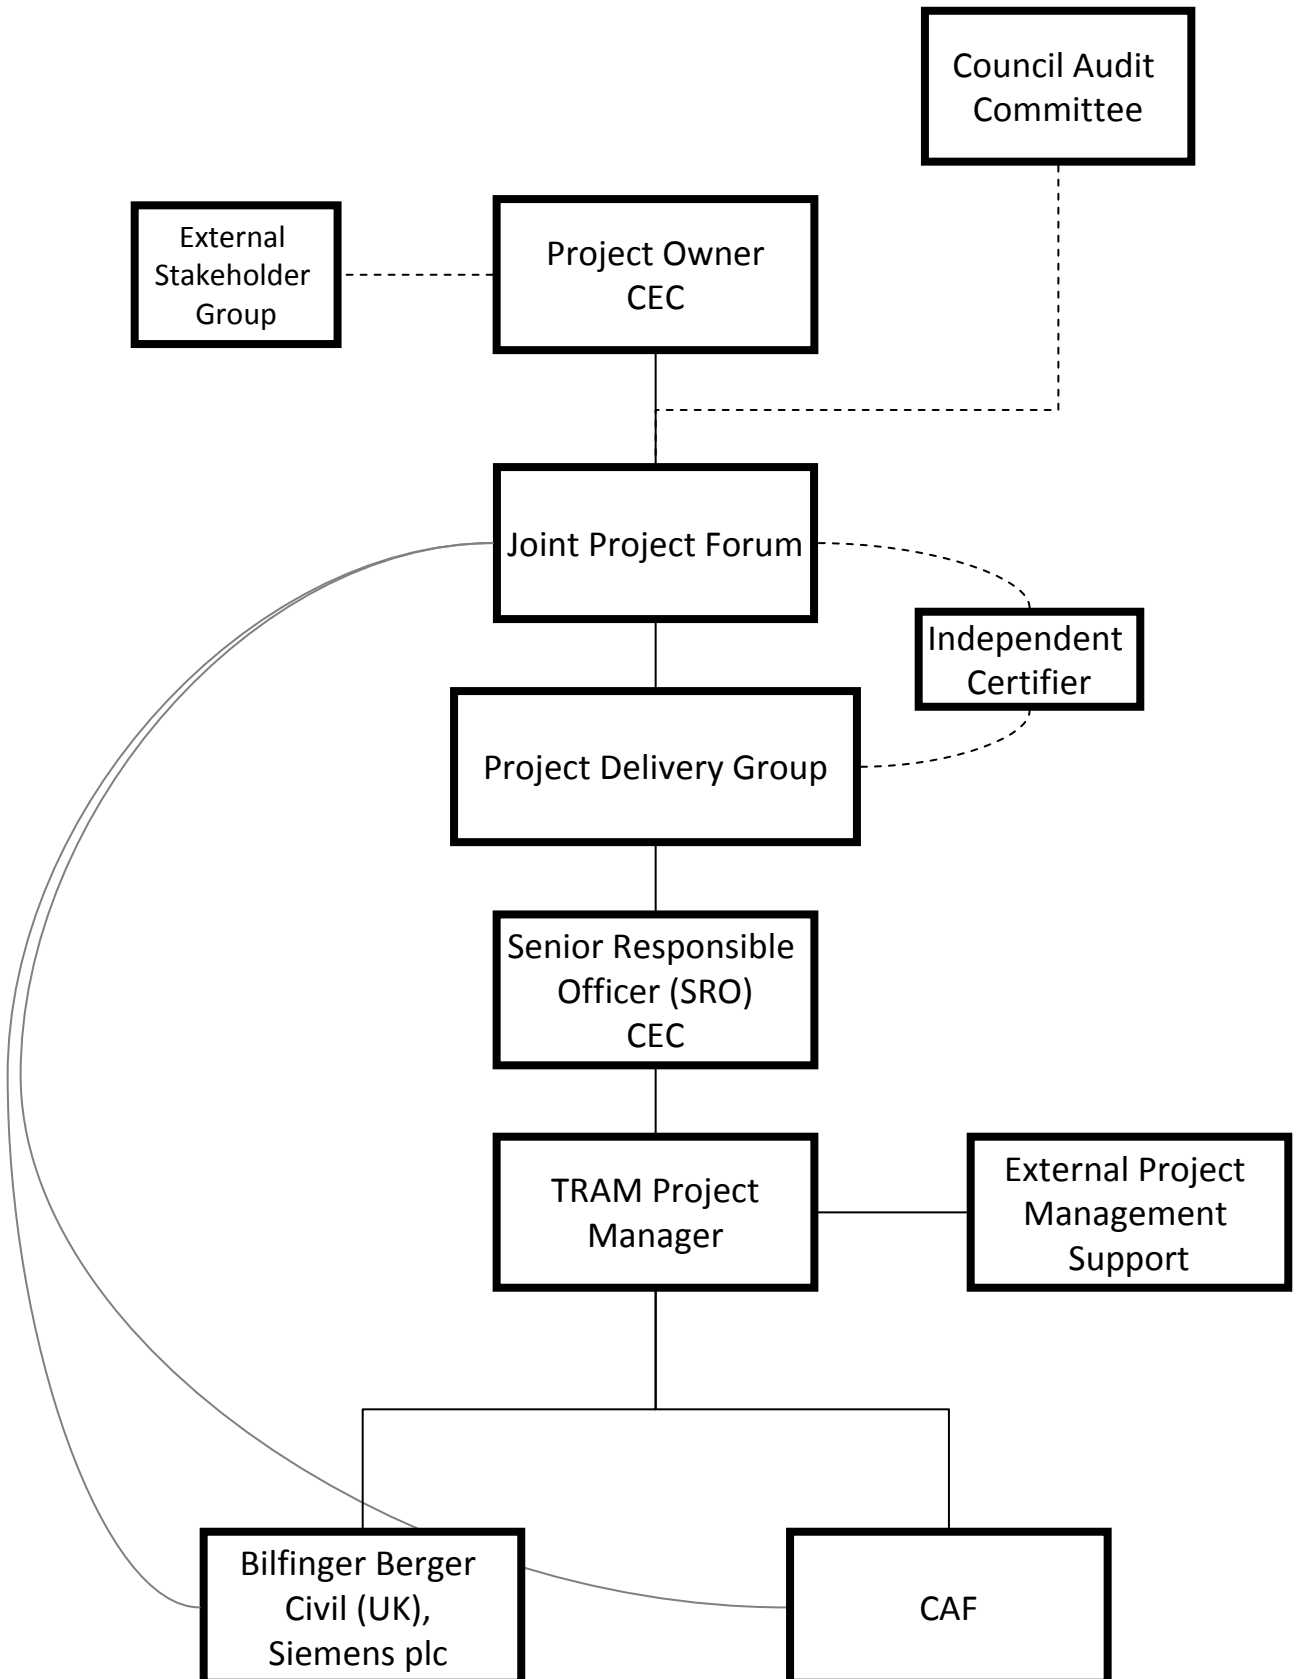 Council Audit
Committee
External
Stakeholder
Group
Project Owner
CEC
Joint Project Forum
Independent
Certifier
Project Delivery Group
Senior Responsible
Officer (SRO)
CEC
TRAM Project
Manager
External Project
Management
Support
Bilfinger Berger
Civil (UK),
Siemens plc
CAF